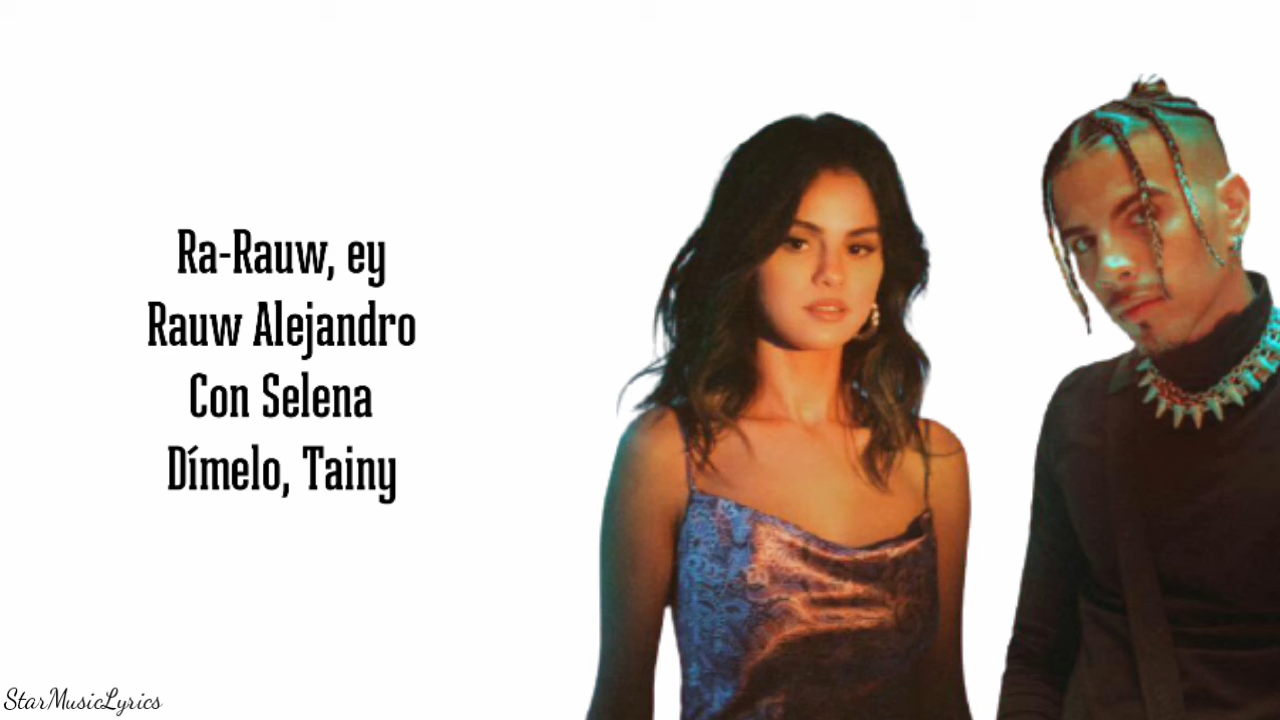 Ra-Rauw, ey
Rauw Alejandro
Con Selena
Dímelo, Tainy
StarMusicLyrics